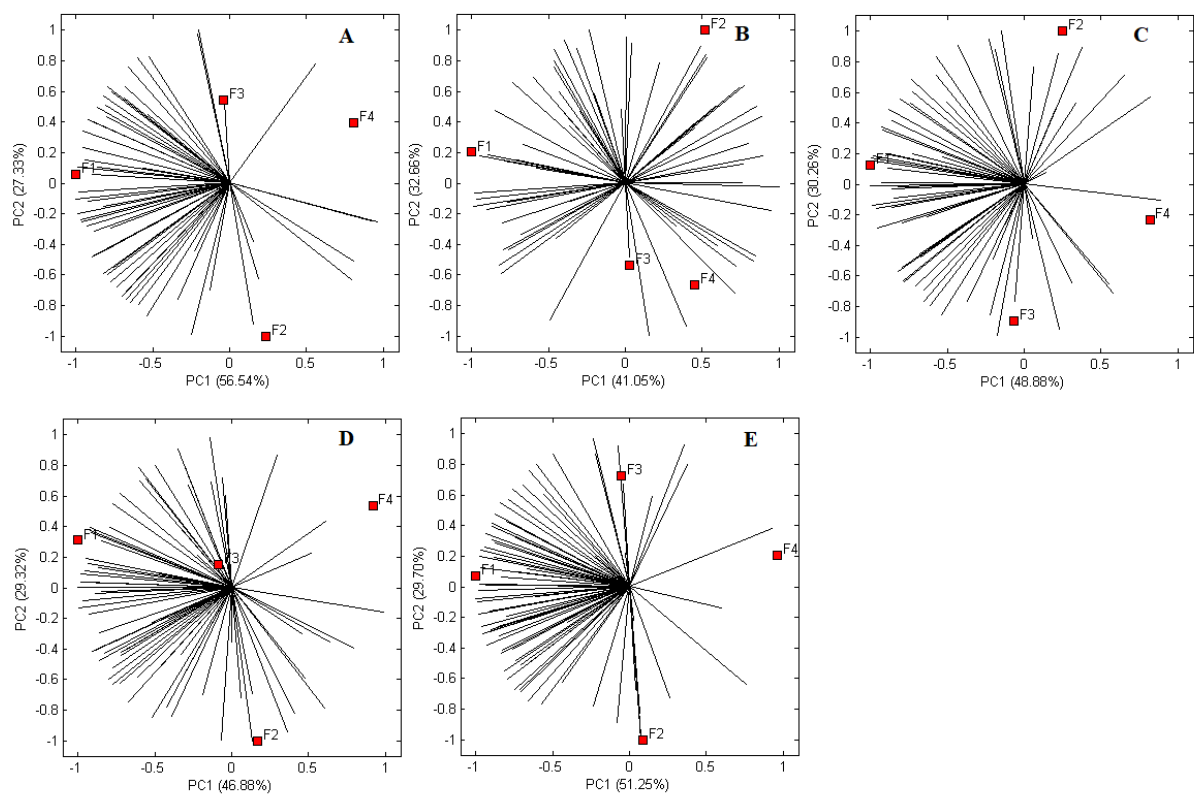 A
1
0.8
0.6
0.4
0.2
0
-0.2
-0.4
-0.6
-0.8
-1
PC2 (27.33%)
F1
F2
F3
F4
-1
-0.5
0
0.5
1
PC1 (56.54%)
B
1
0.8
0.6
0.4
0.2
0
-0.2
-0.4
-0.6
-0.8
-1
PC2 (32.66%)
F1
F2
F3
F4
-1
-0.5
0
0.5
1
PC1 (41.05%)
C
1
0.8
0.6
0.4
0.2
0
-0.2
-0.4
-0.6
-0.8
-1
PC2 (30.26%)
F1
F2
F3
F4
-1
-0.5
0
0.5
1
PC1 (48.88%)
D
1
0.8
0.6
0.4
0.2
0
-0.2
-0.4
-0.6
-0.8
-1
PC2 (29.32%)
F1
F2
F3
F4
-1
-0.5
0
0.5
1
PC1 (46.88%)
E
1
0.8
0.6
0.4
0.2
0
-0.2
-0.4
-0.6
-0.8
-1
PC2 (29.70%)
F1
F2
F3
F4
-1
-0.5
0
0.5
1
PC1 (51.25%)